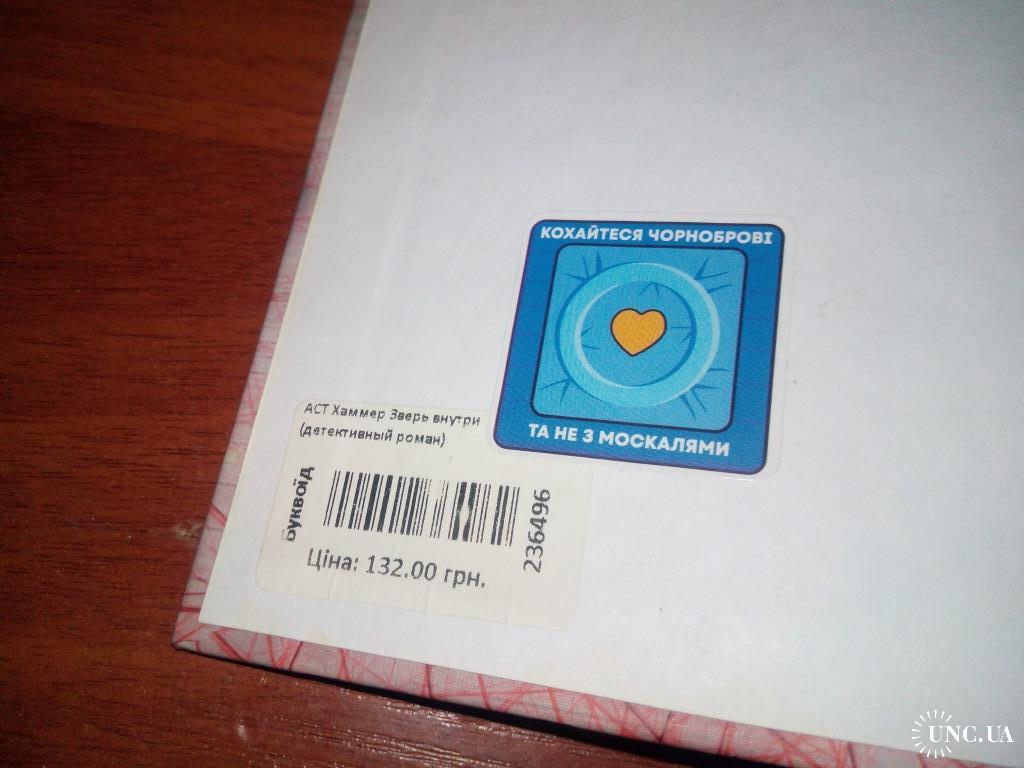 КОХАЙТЕСЯ ЧОРНОБРОВІ
ТА НЕ З МОСКАЛЯМИ
АСТ Хаммер Зверь внутри
(детективный роман)
Буквоїд
236496
Ціна: 132.00 грн.
UNC.UA